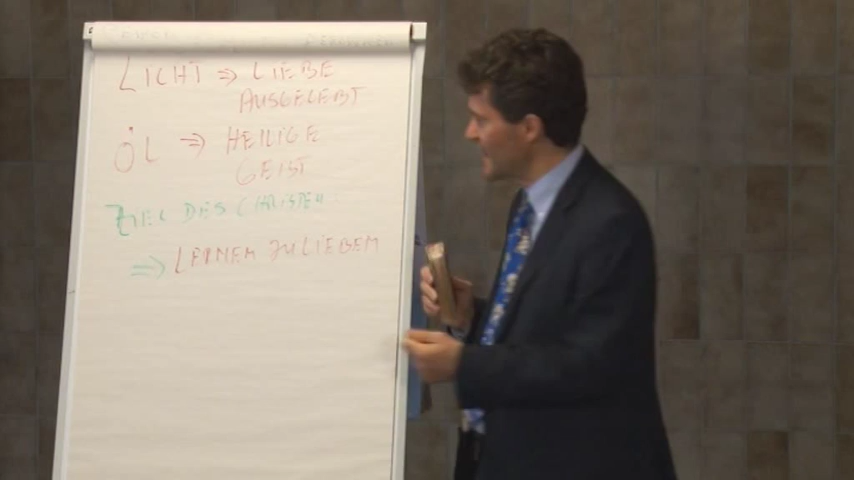 LICHT ⇒ LIEBE
AUSGELEBT
ÖL ⇒ HEILIGE
GEIST
ZIEL DES CHRISTEN
⇒ LERNEN ZU LIEBEN